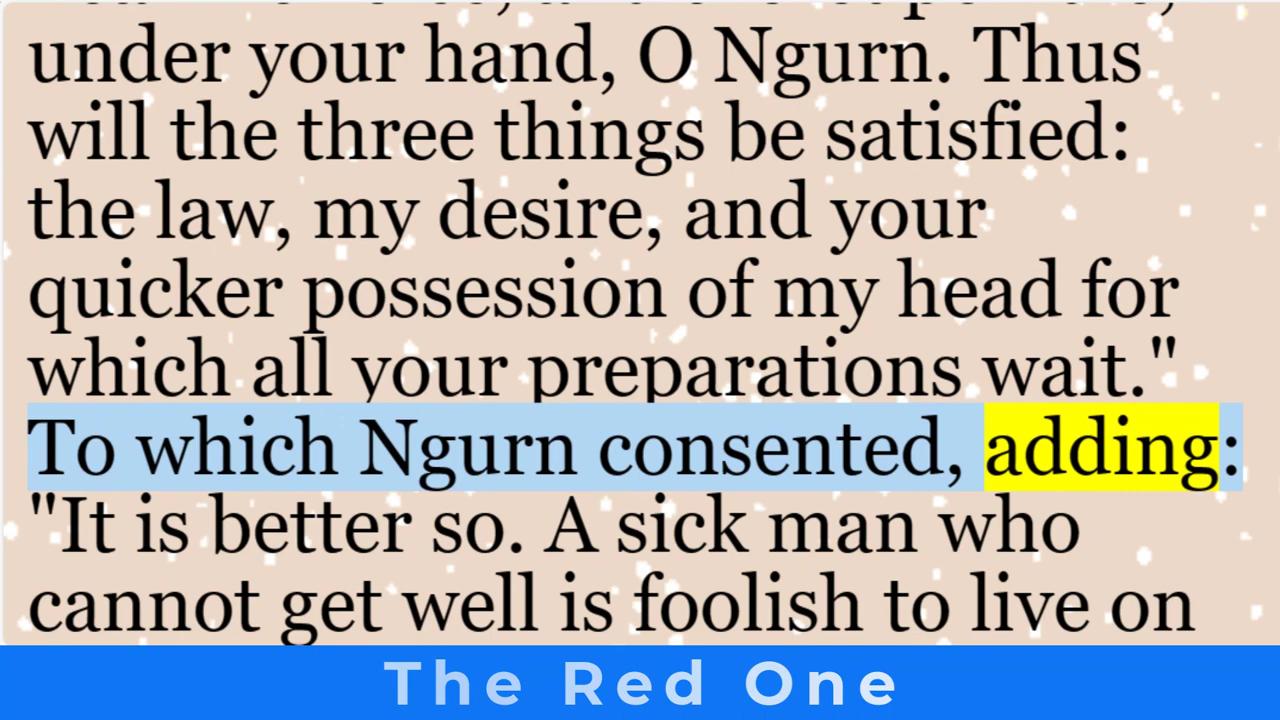 under your hand, O Ngurn. Thus
will the three things be satisfied:
the law, my desire, and your
quicker possession of my head for
which all your preparations wait."
To which Ngurn consented, adding:
"It is better so. A sick man who
cannot get well is foolish to live on
The Red One